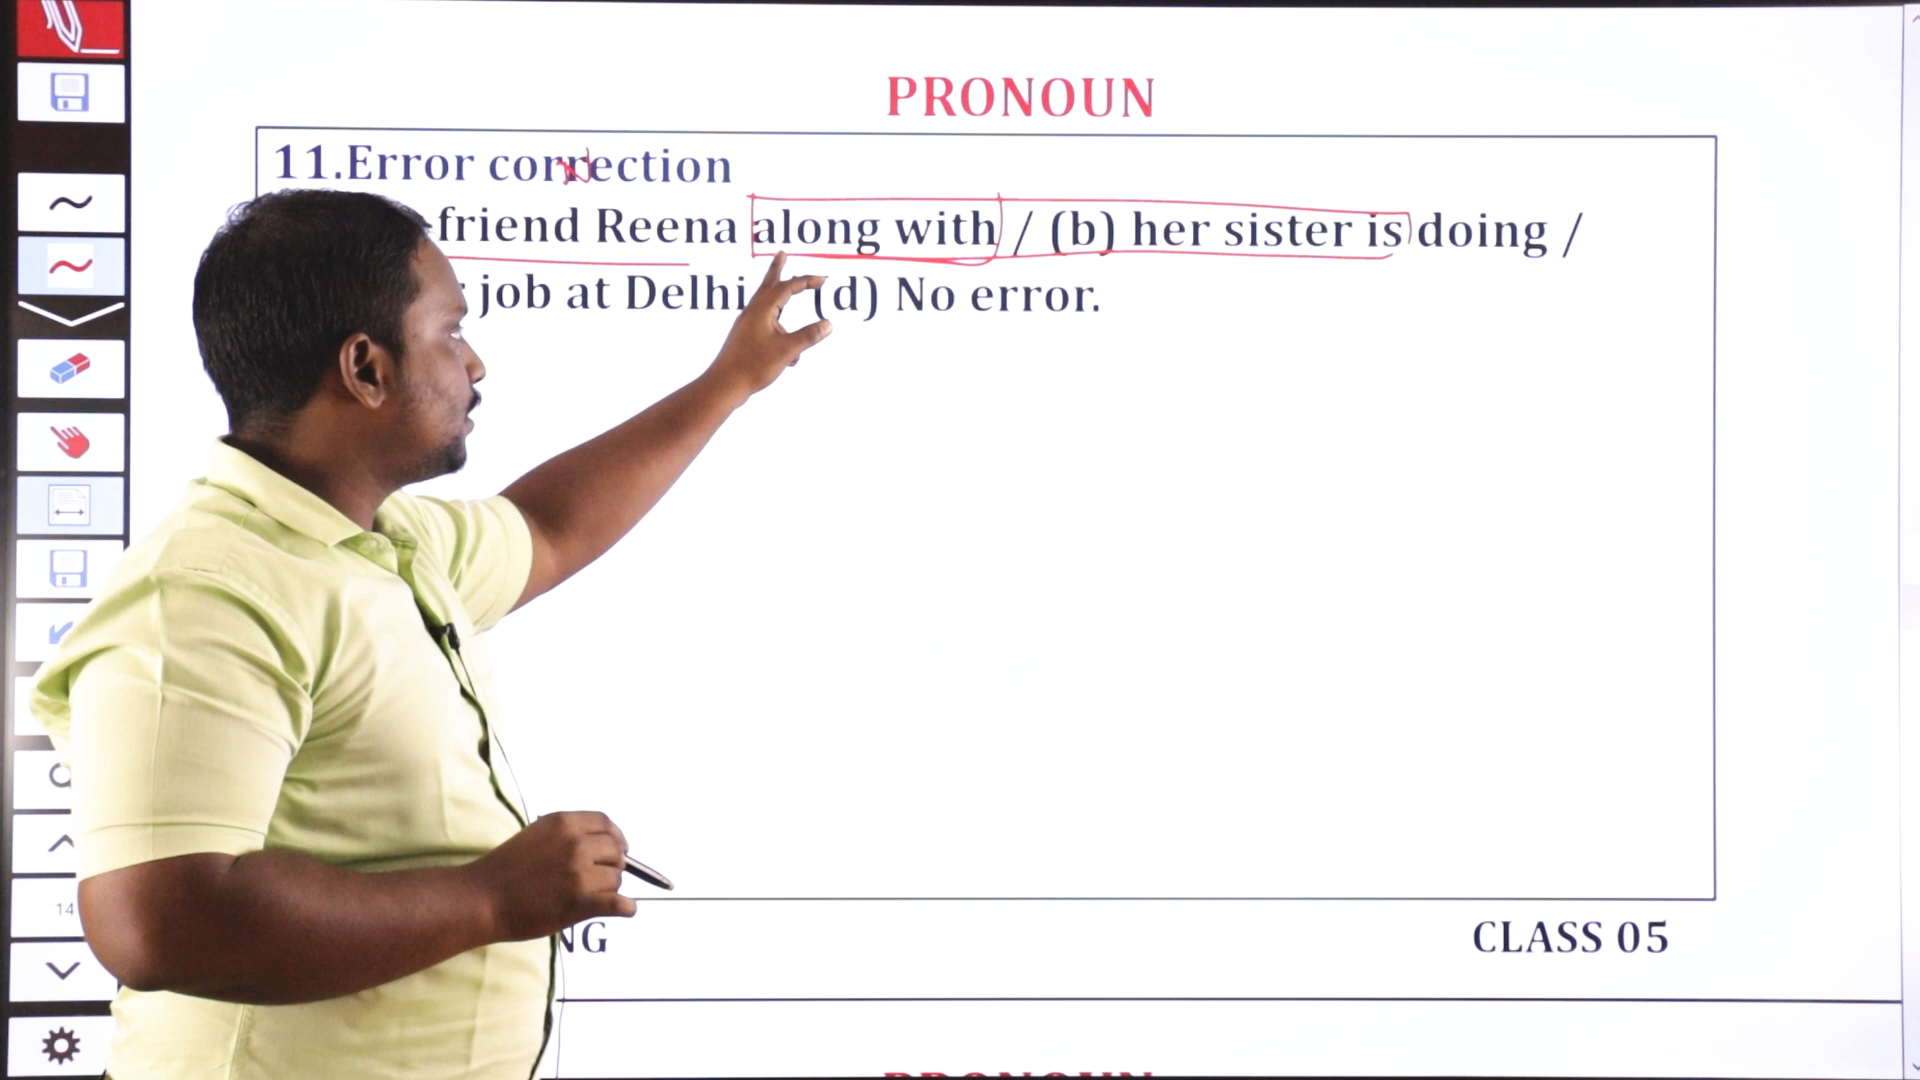 PRONOUN
11.Error correction
friend Reena along with / (b) her sister is doing /
job at Delhi (d) No error.
NG
CLASS 05
14
PRONOUN